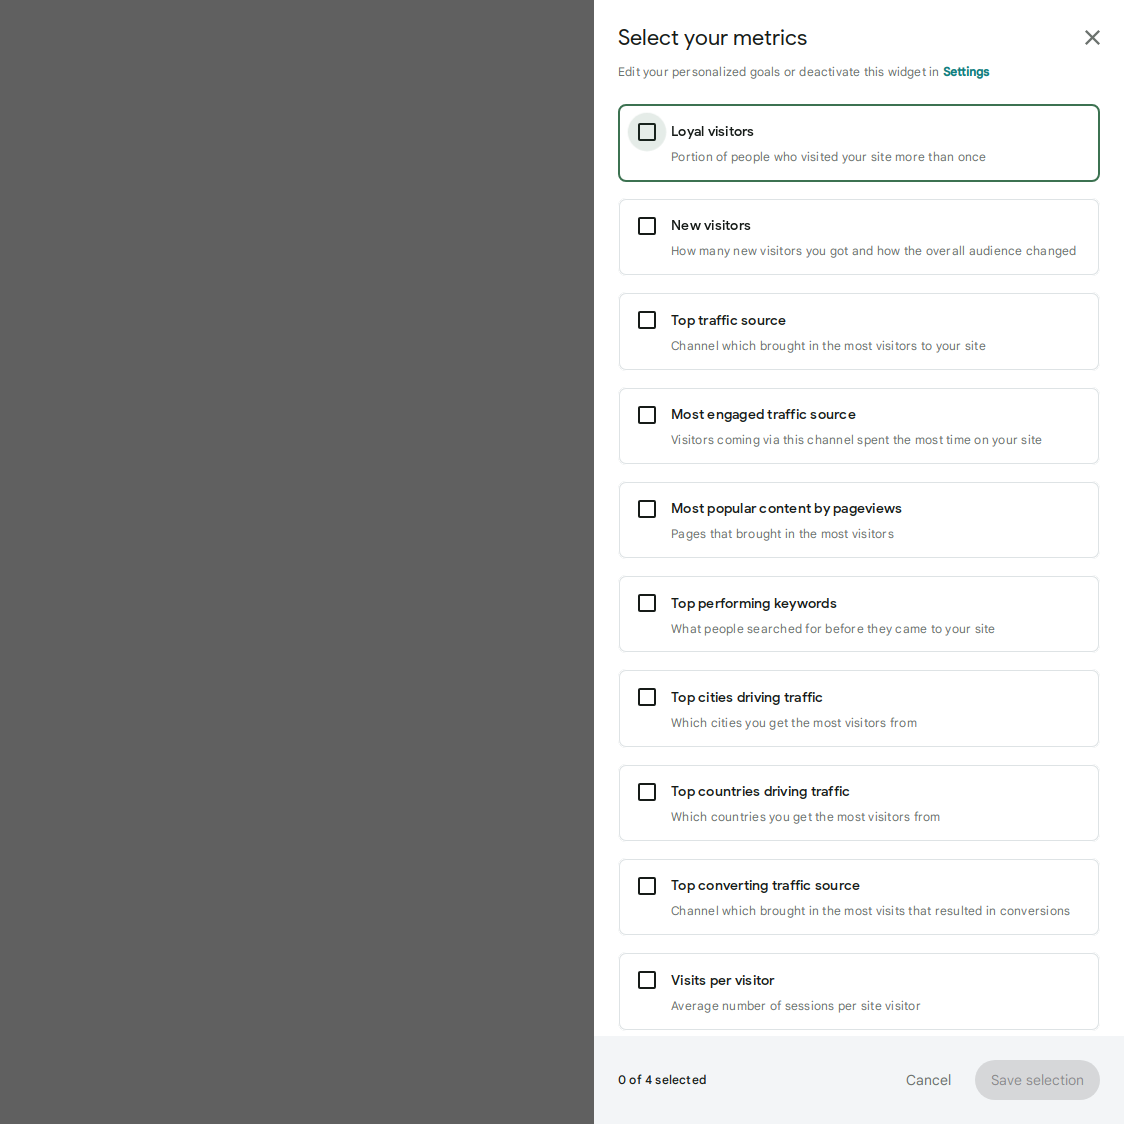 Select your metrics
Edit your personalized goals or deactivate this widget in Settings
Loyal visitors
Portion of people who visited your site more than once
New visitors
How many new visitors you got and how the overall audience changed
Top traffic source
Channel which brought in the most visitors to your site
Most engaged traffic source
Visitors coming via this channel spent the most time on your site
Most popular content by pageviews
Pages that brought in the most visitors
Top performing keywords
What people searched for before they came to your site
Top cities driving traffic
Which cities you get the most visitors from
Top countries driving traffic
Which countries you get the most visitors from
Top converting traffic source
Channel which brought in the most visits that resulted in conversions
Visits per visitor
Average number of sessions per site visitor
0 of 4 selected
Cancel
Save selection